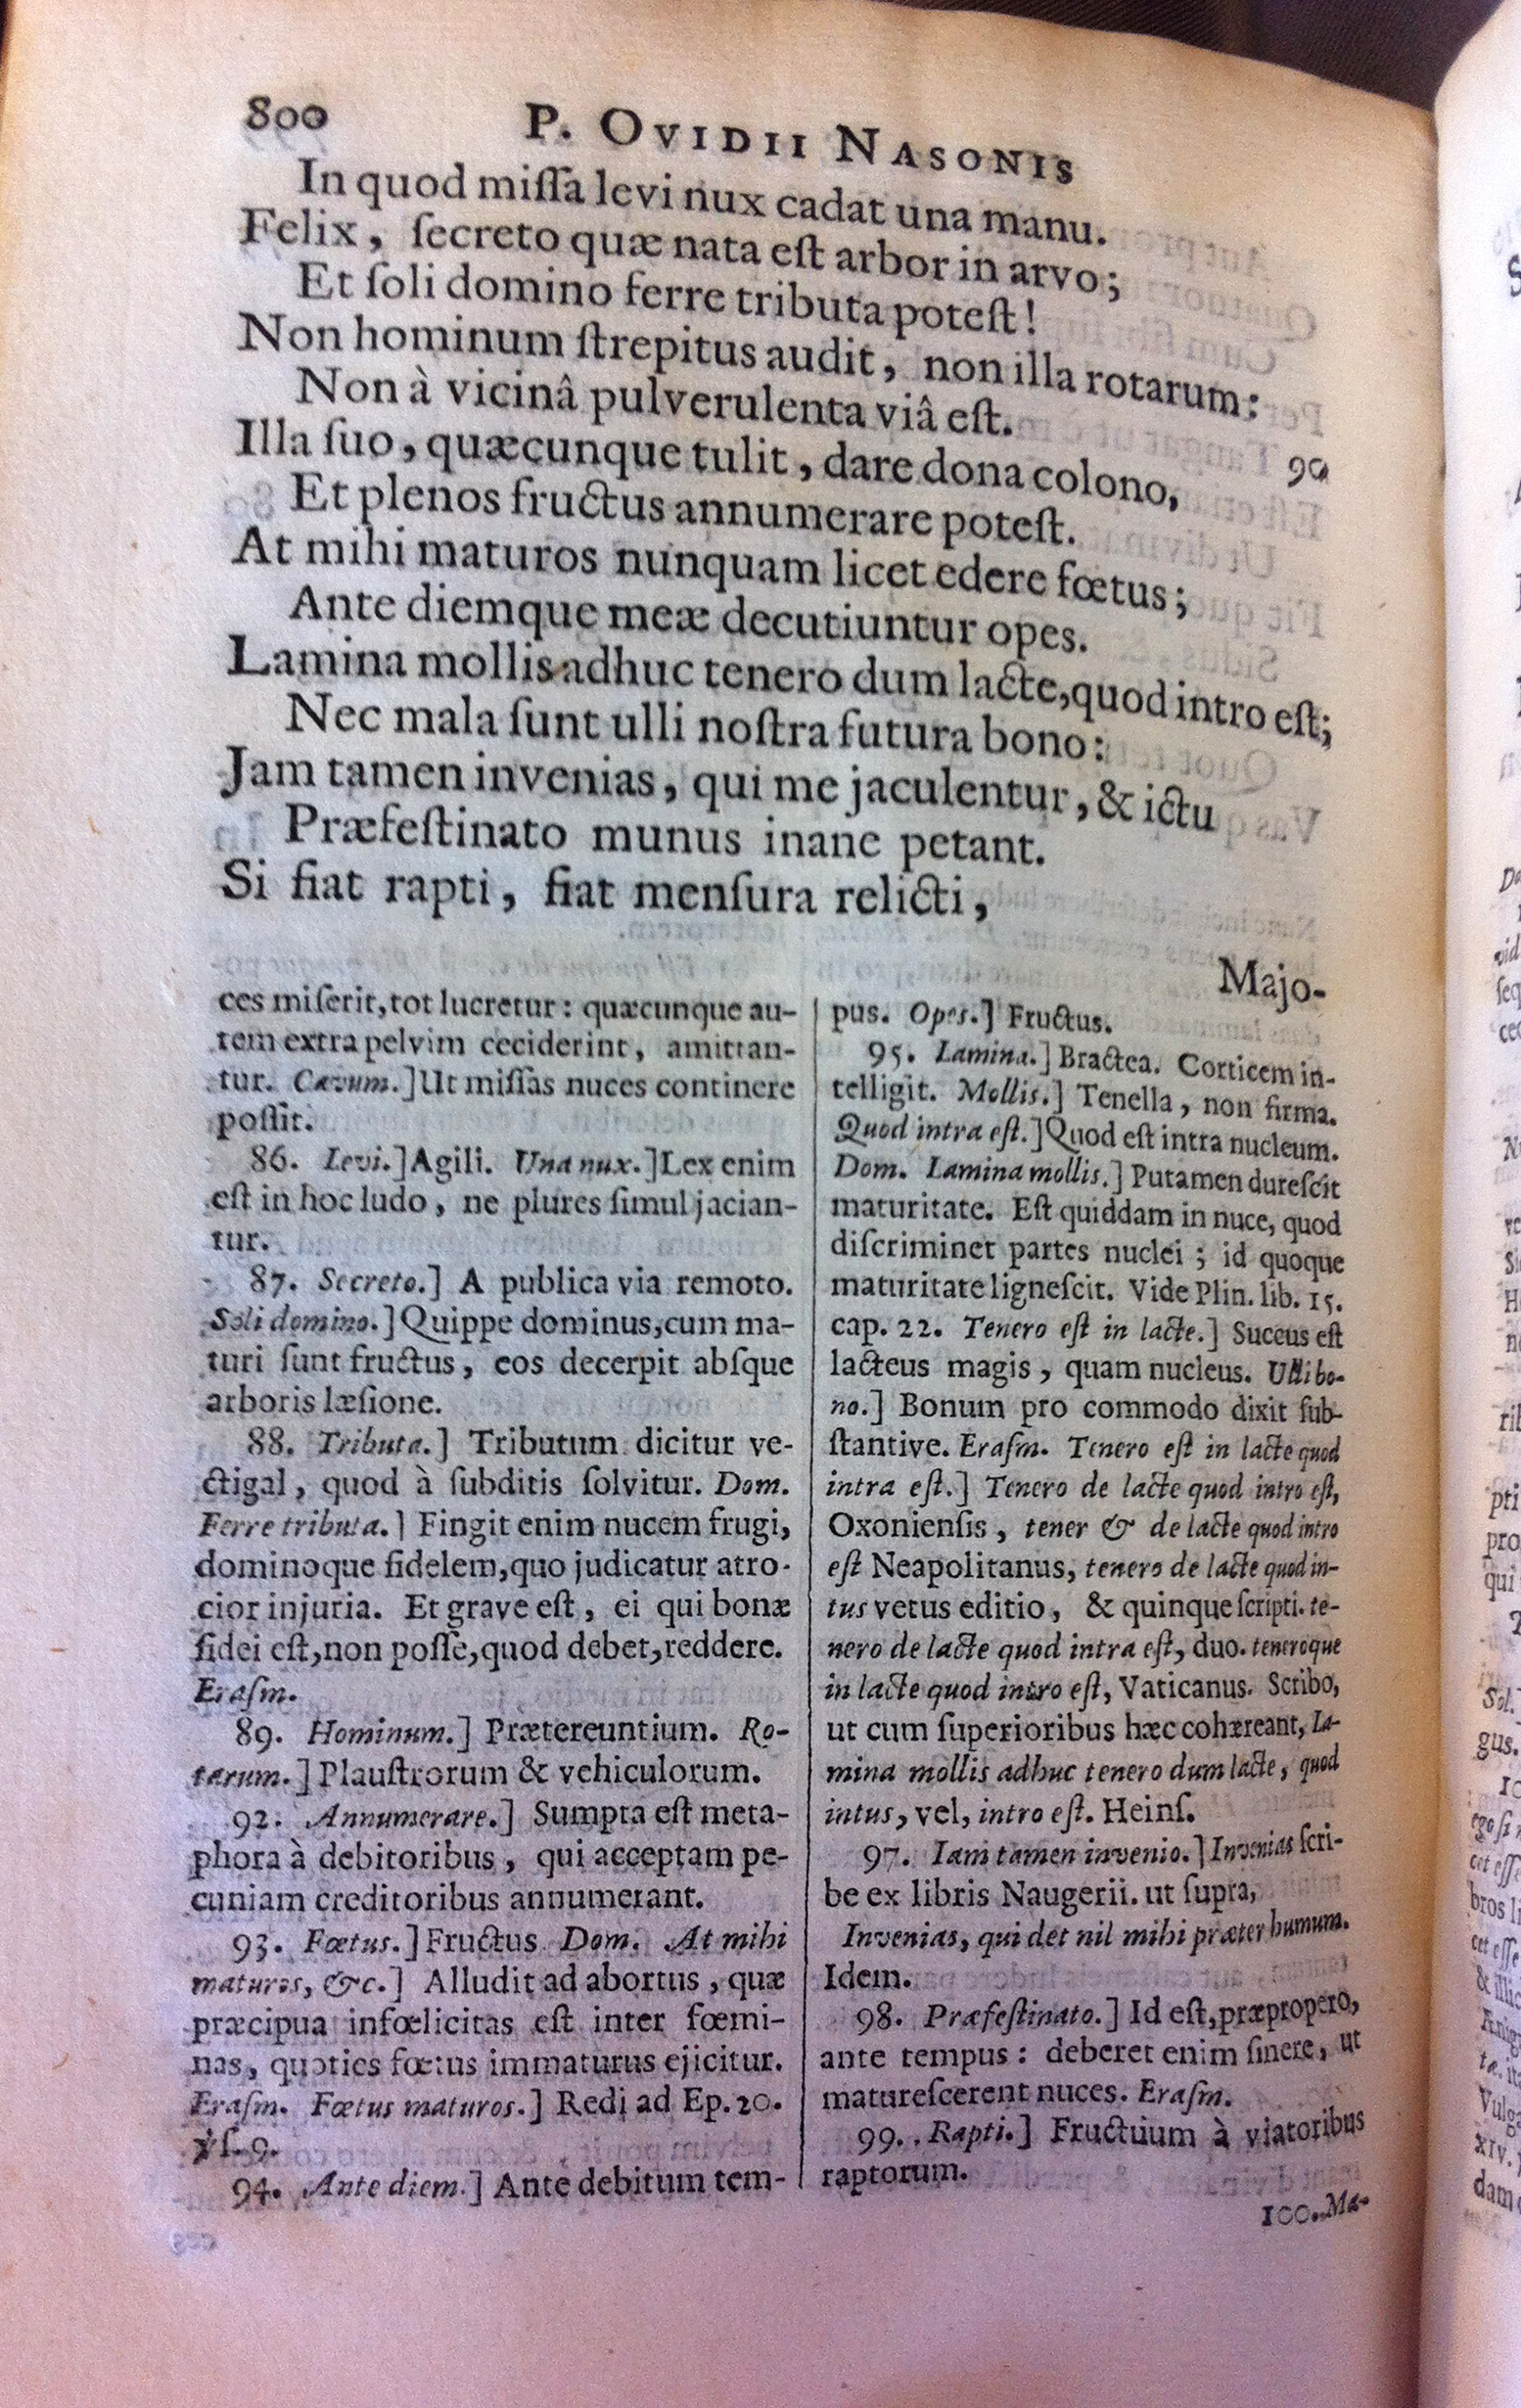 800
P. OVIDII NASONIS
In quod miſſa levi nux cadat una manu.
Felix, ſecreto quæ nata eſt arbor in arvo;
Et ſoli domino ferre tributa poteſt!
Non hominum ſtrepitus audit, non illa rotarum:
Non à vicinâ pulverulenta viâ eſt.
90
Illa ſuo, quæcunque tulit, dare dona colono,
Et plenos fructus annumerare poteſt.
At mihi maturos nunquam licet edere fœtus;
Ante diemque meæ decutiuntur opes.
Lamina mollis adhuc tenero dum lacte, quod intro eſt;
Nec mala ſunt ulli noſtra futura bono:
Jam tamen invenias, qui me jaculentur, & ictu
Præfeſtinato munus inane petant.
Si fiat rapti, fiat menſura relicti,
Majo-
ces miſerit, tot lucretur: quæcunque au-
tem extra pelvim ceciderint, amittan-
tur. Cavum.] Ut miſſas nuces continere
poſſit.
86. Levi.] Agili. Una nux.] Lex enim
eſt in hoc ludo, ne plures ſimul jacian-
tur.
87. Secreto.] A publica via remoto.
Soli domino.] Quippe dominus, cum ma-
turi ſunt fructus, eos decerpit abſque
arboris læſione.
88. Tributa.] Tributum dicitur ve-
ctigal, quod à ſubditis ſolvitur. Dom.
Ferre tributa.] Fingit enim nucem frugi,
dominoque fidelem, quo judicatur atro-
cior injuria. Et grave eſt, ei qui bonæ
fidei eſt, non poſſe, quod debet, reddere.
Eraſm.
89. Hominum.] Prætereuntium. Ro-
tarum.] Plauſtrorum & vehiculorum.
92. Annumerare.] Sumpta eſt meta-
phora à debitoribus, qui acceptam pe-
cuniam creditoribus annumerant.
93. Fœtus.] Fructus. Dom. At mihi
maturos, &c.] Alludit ad abortus, quæ
præcipua infœlicitas eſt inter fœmi-
nas, quoties fœtus immaturus ejicitur.
Eraſm. Fœtus maturos.] Redi ad Ep. 20.
ỳſ. 9.
94. Ante diem.] Ante debitum tem-
pus. Opes.] Fructus.
95. Lamina.] Bractea. Corticem in-
telligit. Mollis.] Tenella, non firma.
Quod intra eſt.] Quod eſt intra nucleum.
Dom. Lamina mollis.] Putamen dureſcit
maturitate. Eſt quiddam in nuce, quod
diſcriminet partes nuclei; id quoque
maturitate ligneſcit. Vide Plin. lib. 15.
cap. 22. Tenero eſt in lacte.] Succus eſt
lacteus magis, quam nucleus. Ulli bo-
no.] Bonum pro commodo dixit ſub-
ſtantive. Eraſm. Tenero eſt in lacte quod
intra eſt.] Tenero de lacte quod intro eſt,
Oxonienſis, tener & de lacte quod intro
eſt Neapolitanus, tenero de lacte quod in-
tus vetus editio, & quinque ſcripti. te-
nero de lacte quod intra eſt, duo. teneroque
in lacte quod intro eſt, Vaticanus. Scribo,
ut cum ſuperioribus hæc cohæreant, La-
mina mollis adhuc tenero dum lacte, quod
intus, vel, intro eſt. Heinſ.
97. Iam tamen invenio.] Invenias ſcri-
be ex libris Naugerii. ut ſupra,
Invenias, qui det nil mihi præter humum.
Idem.
98. Præfeſtinato.] Id eſt, præpropero,
ante tempus: deberet enim ſinere, ut
matureſcerent nuces. Eraſm.
99. Rapti.] Fructuum à viatoribus
raptorum.
100. Ma-